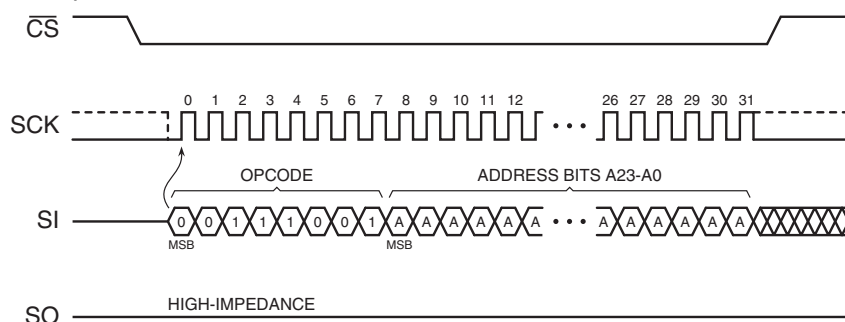 CS
0 1 2 3 4 5 6 7 8 9 10 11 12 26 27 28 29 30 31
SCK
OPCODE ADDRESS BITS A23-A0
SI 0 0 1 1 1 0 0 1 A A A A A A A A A A A A
MSB MSB
HIGH-IMPEDANCE
SO